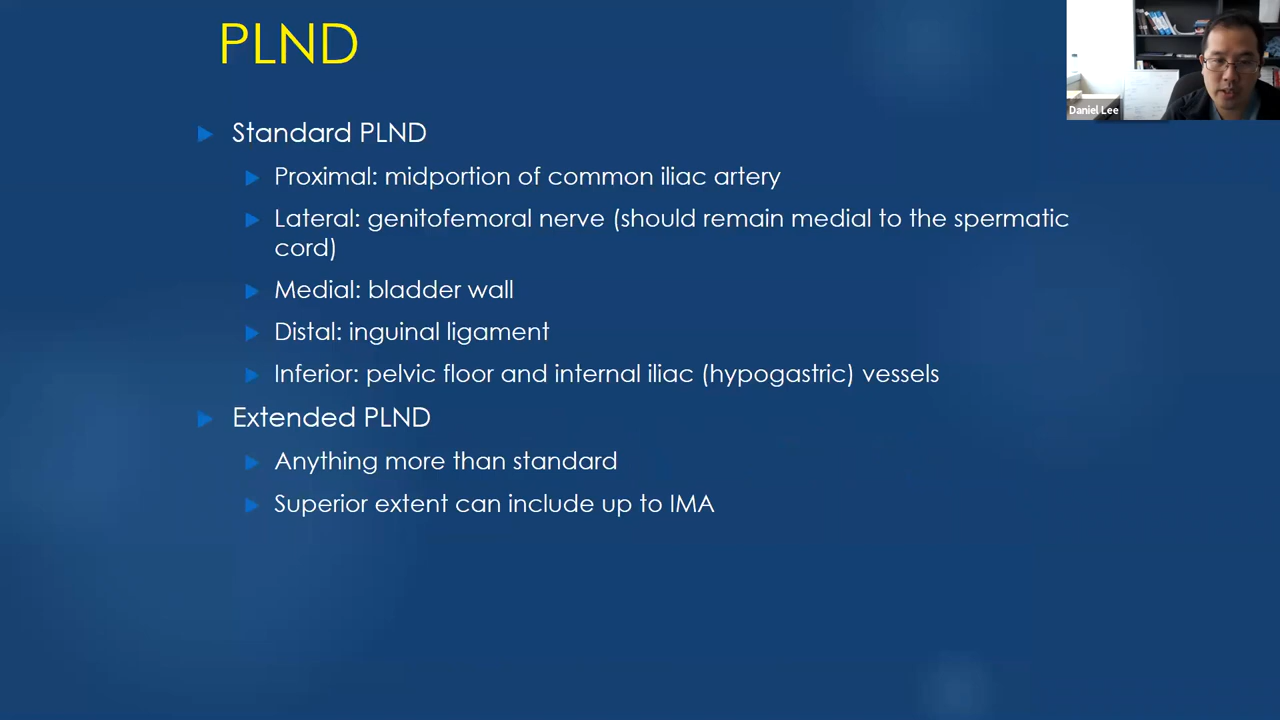 PLND
Daniel Lee
Standard PLND
Proximal: midportion of common iliac artery
Lateral: genitofemoral nerve (should remain medial to the spermatic
cord)
Medial: bladder wall
Distal: inguinal ligament
Inferior: pelvic floor and internal iliac (hypogastric) vessels
Extended PLND
Anything more than standard
Superior extent can include up to IMA